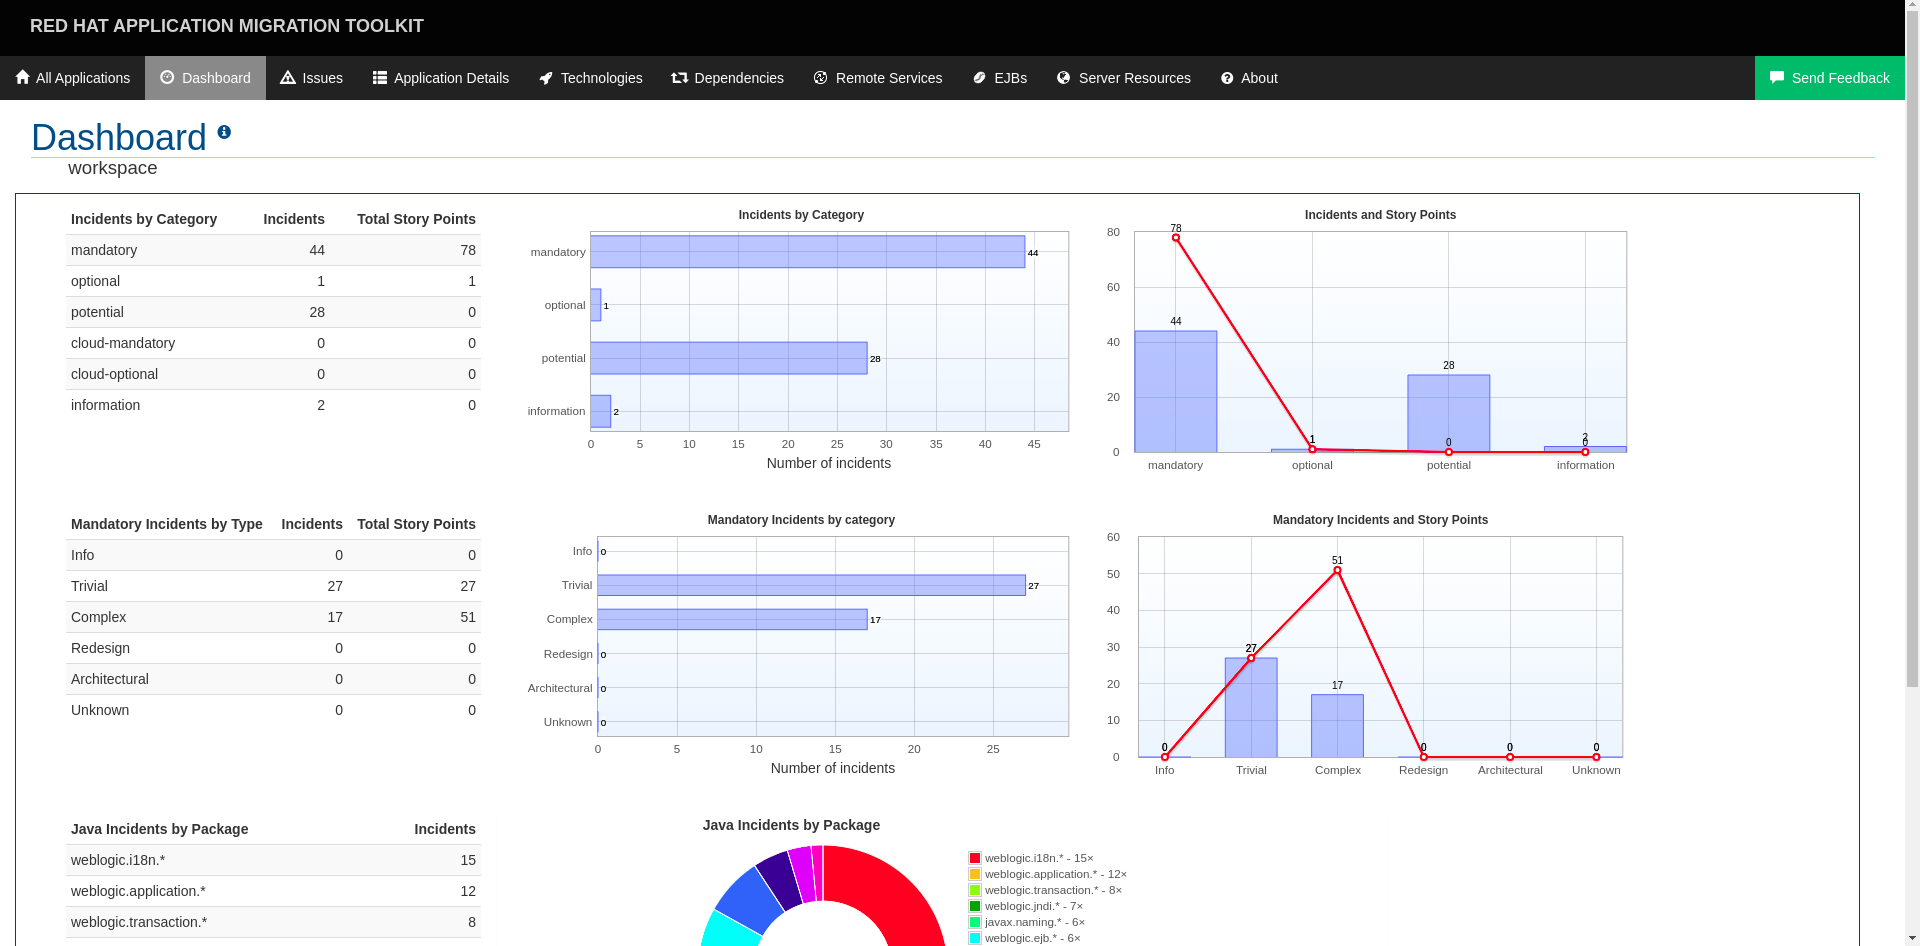 RED HAT APPLICATION MIGRATION TOOLKIT
All Applications Dashboard Issues Application Details Technologies Dependencies Remote Services EJBs Server Resources About Send Feedback
Dashboard
workspace
Incidents by Category Incidents Total Story Points
mandatory 44 78
optional 1 1
potential 28 0
cloud-mandatory 0 0
cloud-optional 0 0
information 2 0
Incidents by Category
mandatory 44
optional 1
potential 28
information 2
0 5 10 15 20 25 30 35 40 45
Number of incidents
Incidents and Story Points
80
60
40
20
0
78
44
1
28
0
2
0
mandatory optional potential information
Mandatory Incidents by Type Incidents Total Story Points
Info 0 0
Trivial 27 27
Complex 17 51
Redesign 0 0
Architectural 0 0
Unknown 0 0
Mandatory Incidents by category
Info 0
Trivial 27
Complex 17
Redesign 0
Architectural 0
Unknown 0
0 5 10 15 20 25
Number of incidents
Mandatory Incidents and Story Points
60
50
40
30
20
10
0
51
27
17
0 0 0 0
Info Trivial Complex Redesign Architectural Unknown
Java Incidents by Package Incidents
weblogic.i18n.* 15
weblogic.application.* 12
weblogic.transaction.* 8
Java Incidents by Package
weblogic.i18n.* - 15×
weblogic.application.* - 12×
weblogic.transaction.* - 8×
weblogic.jndi.* - 7×
javax.naming.* - 6×
weblogic.ejb.* - 6×